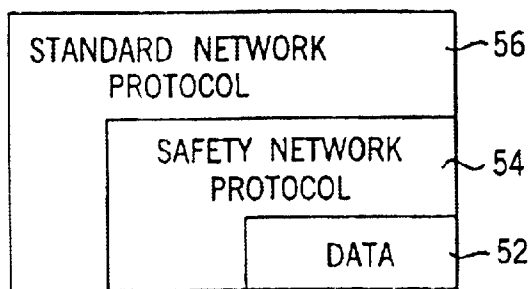 STANDARD NETWORK 56
PROTOCOL
SAFETY NETWORK 54
PROTOCOL
DATA 52